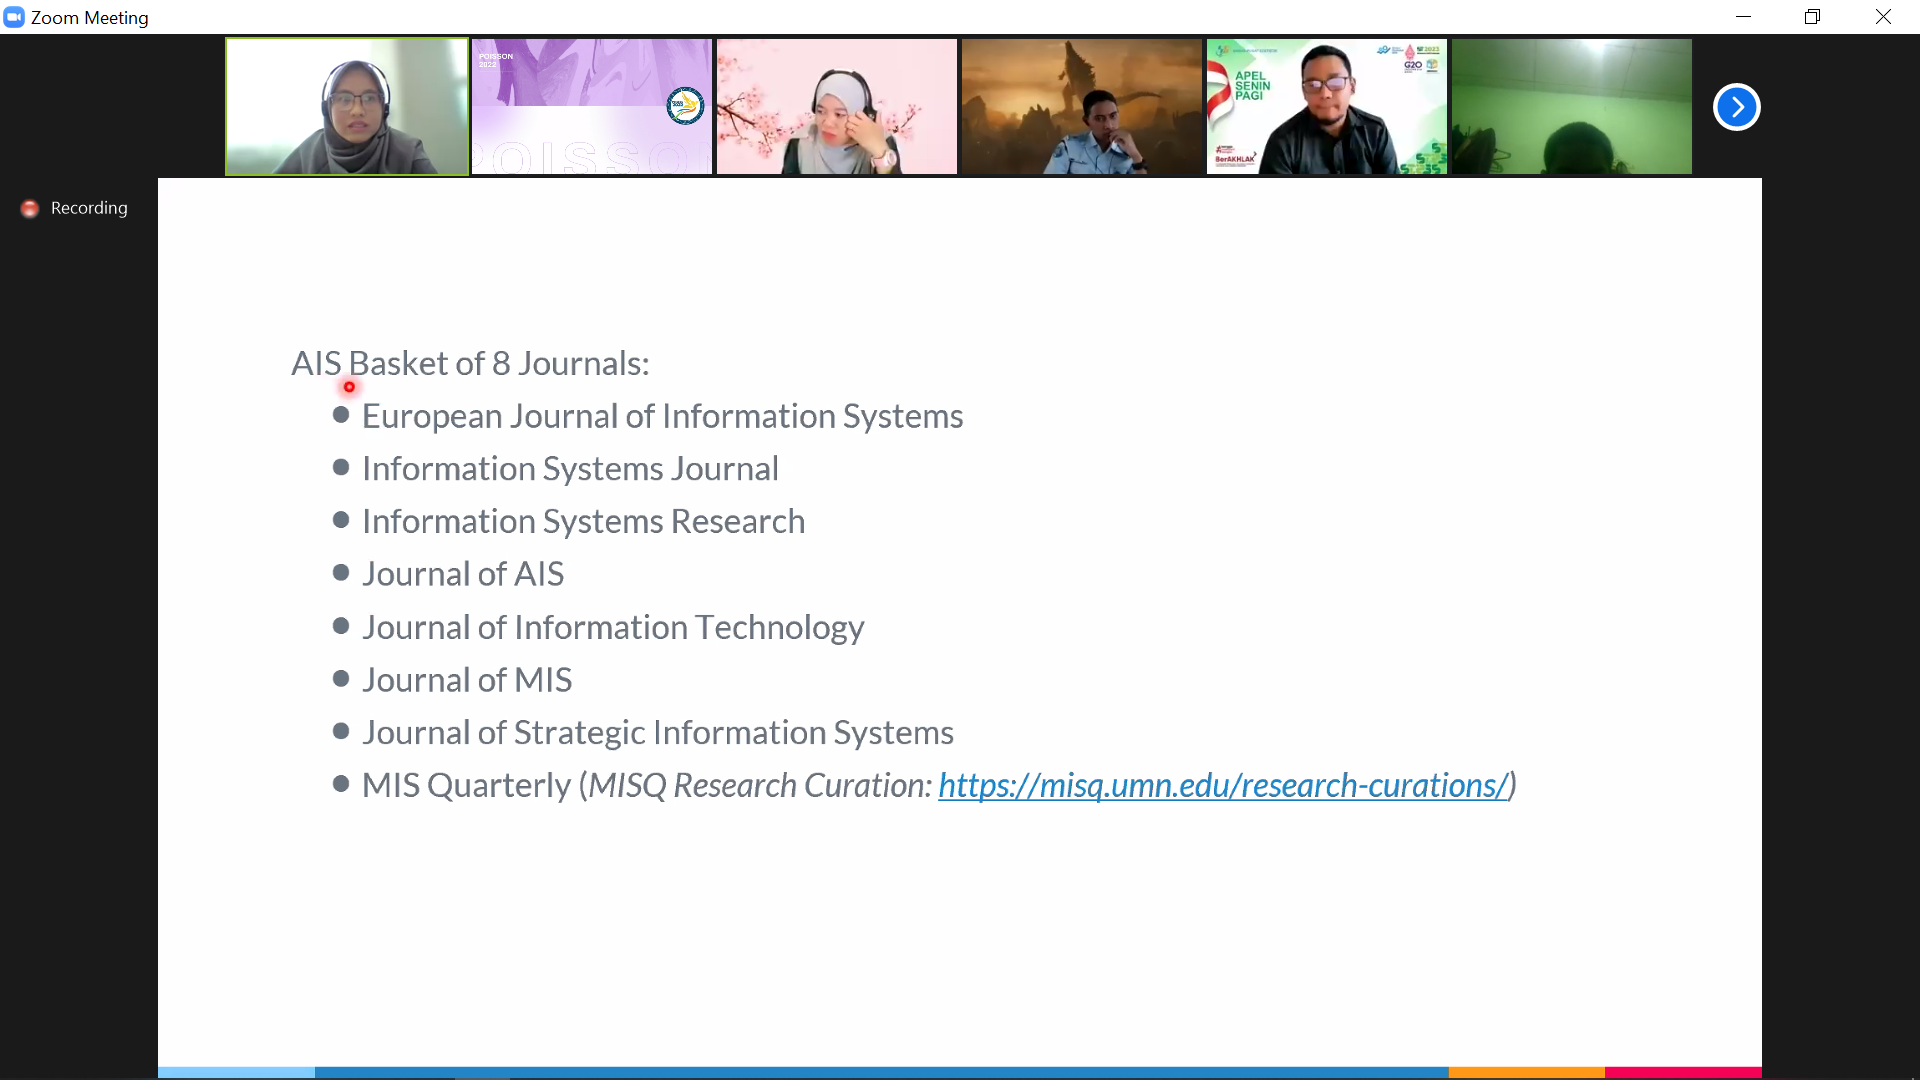 Zoom Meeting
POISSON
2022
POISSO
APEL
SENIN
PAGI
G20
BerAKHLAK
Recording
AIS Basket of 8 Journals:
European Journal of Information Systems
Information Systems Journal
Information Systems Research
Journal of AIS
Journal of Information Technology
Journal of MIS
Journal of Strategic Information Systems
MIS Quarterly (MISQ Research Curation: https://misq.umn.edu/research-curations/)